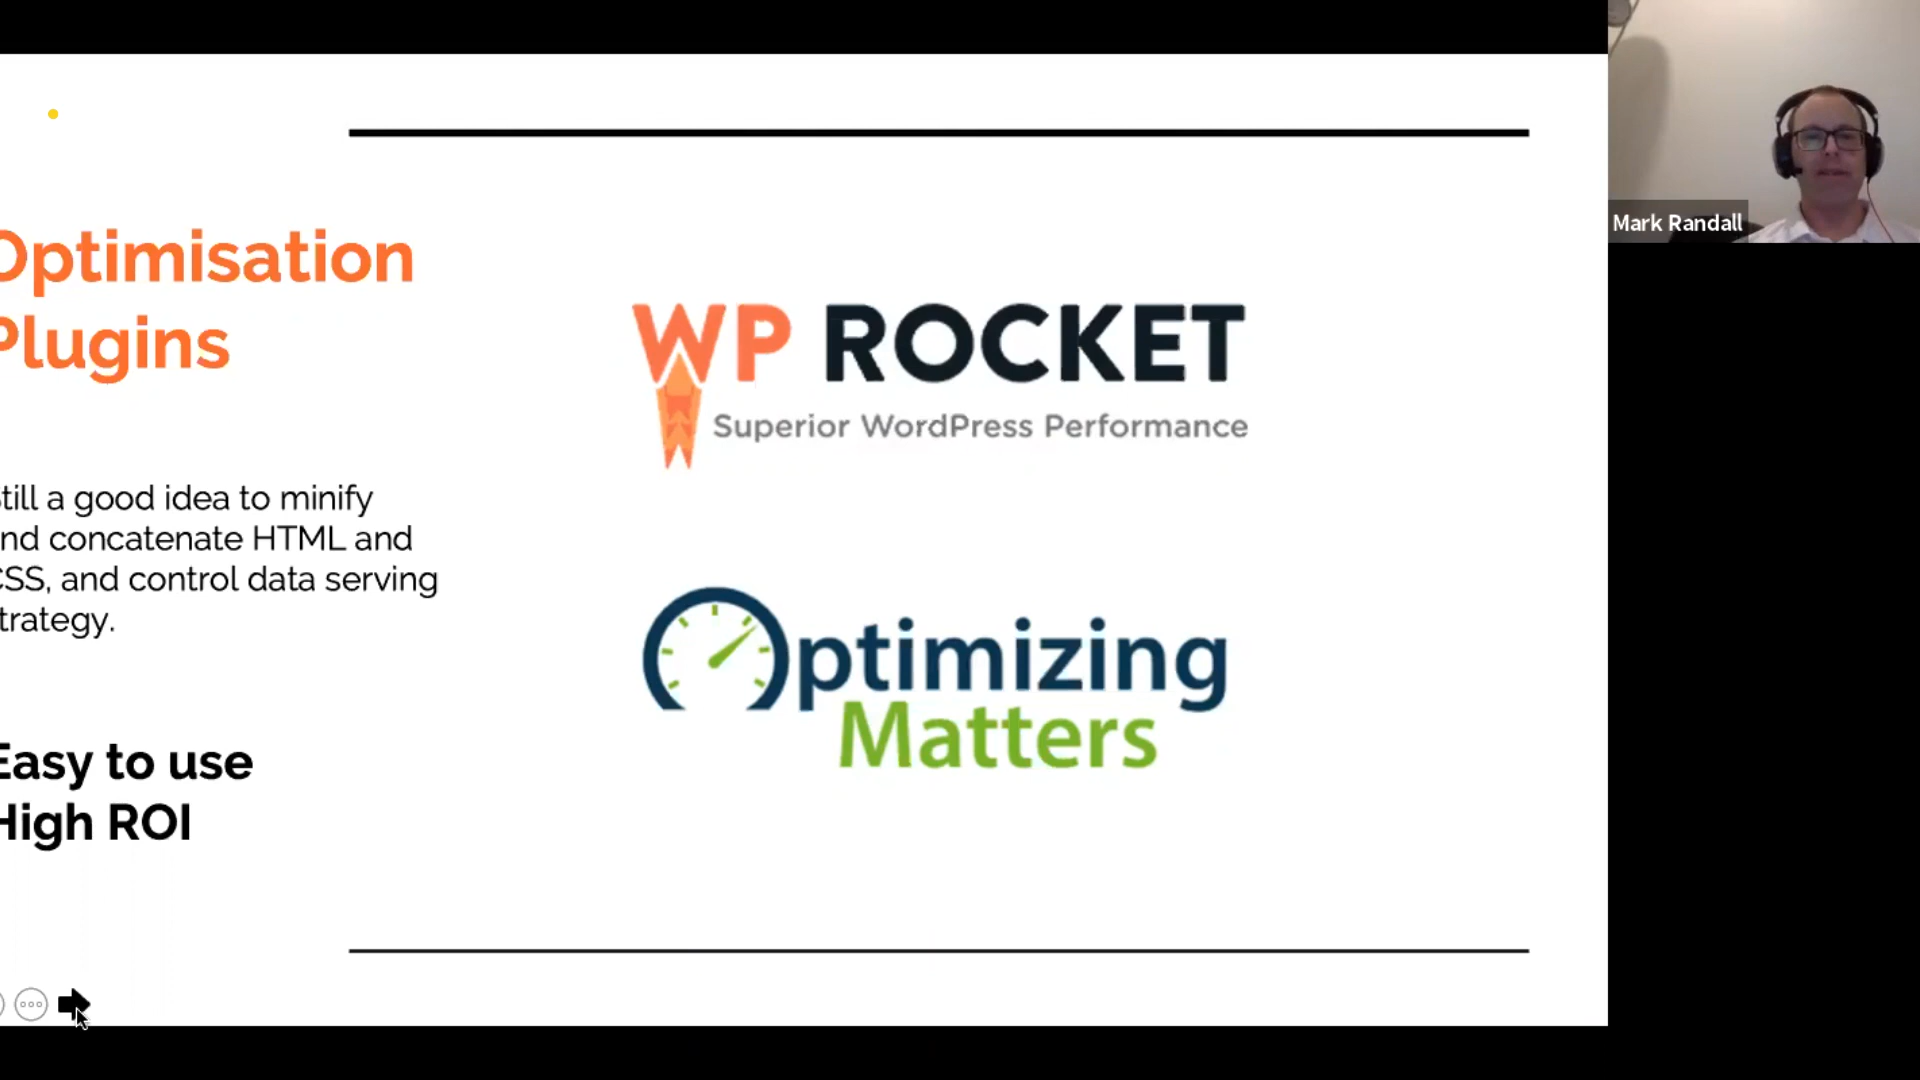 Optimisation
Plugins
till a good idea to minify
nd concatenate HTML and
CSS, and control data serving
trategy.
Easy to use
High ROI
WP ROCKET
Superior WordPress Performance
Optimizing
Matters
Mark Randall